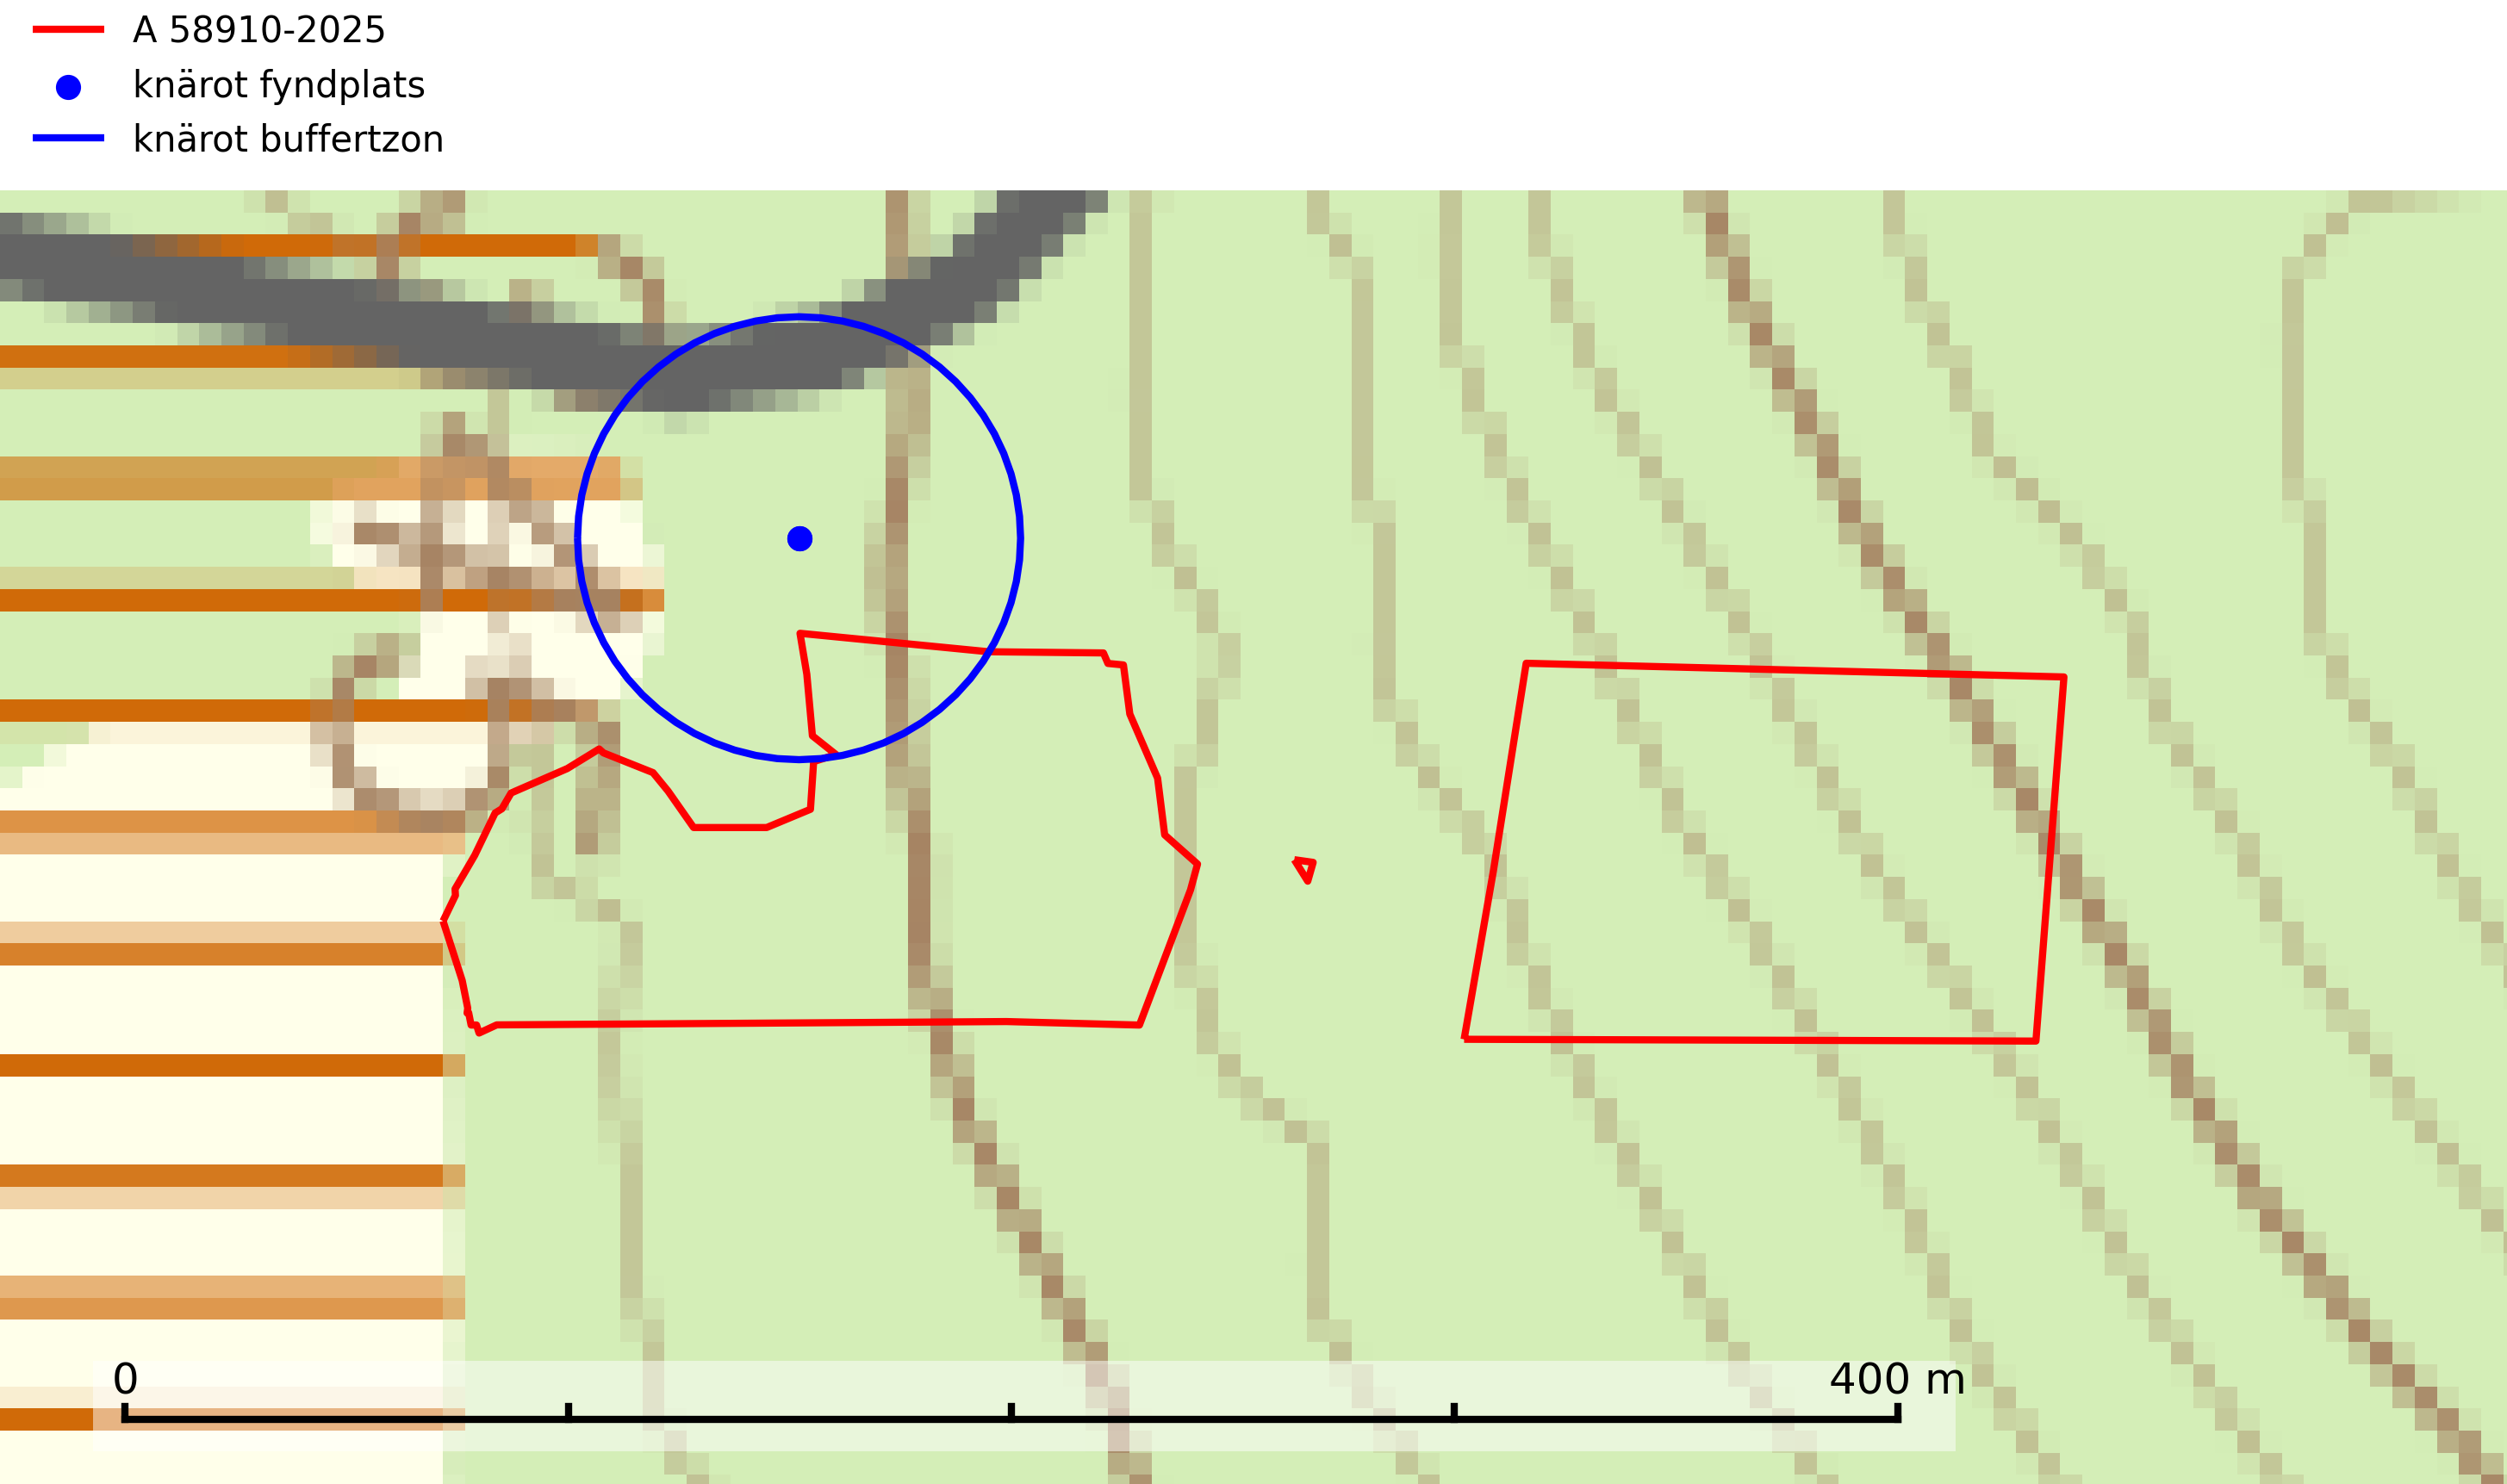 A 58910-2025
knärot fyndplats
knärot buffertzon
0
400 m